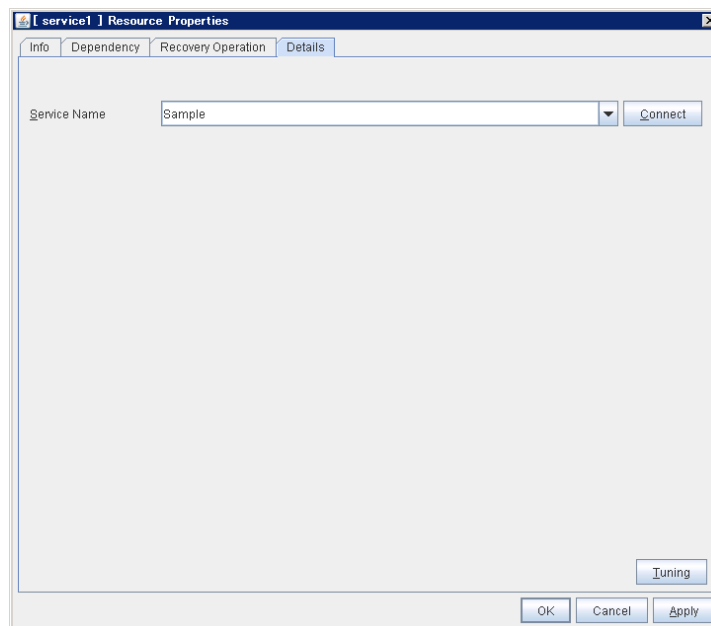 [ service1 ] Resource Properties
Info Dependency Recovery Operation Details
Service Name Sample Connect
Tuning
OK Cancel Apply